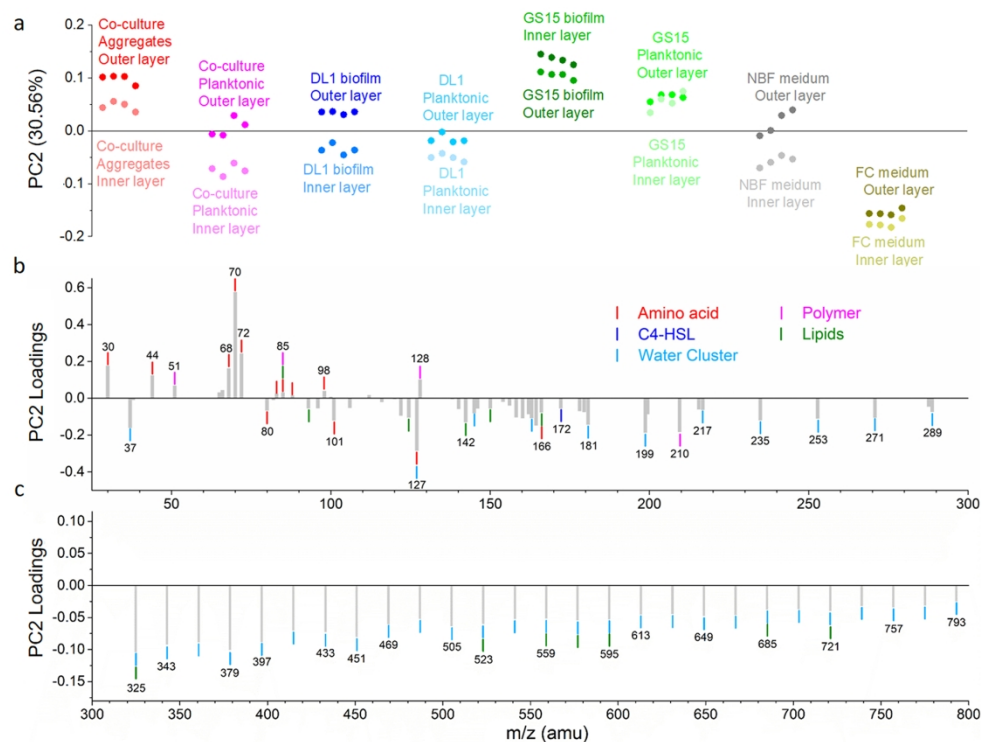 a
PC2 (30.56%)
0.2
0.1
0.0
-0.1
-0.2
Co-culture
Aggregates
Outer layer
Co-culture
Aggregates
Inner layer
Co-culture
Planktonic
Outer layer
Co-culture
Planktonic
Inner layer
DL1 biofilm
Outer layer
DL1 biofilm
Inner layer
DL1
Planktonic
Outer layer
DL1
Planktonic
Inner layer
GS15 biofilm
Inner layer
GS15 biofilm
Outer layer
GS15
Planktonic
Outer layer
GS15
Planktonic
Inner layer
NBF meidum
Outer layer
NBF meidum
Inner layer
FC meidum
Outer layer
FC meidum
Inner layer
b
PC2 Loadings
0.6
0.4
0.2
0.0
-0.2
-0.4
30
44
51
68
70
72
85
98
128
37
80
101
127
142
166
172
181
199
210
217
235
253
271
289
Amino acid
C4-HSL
Water Cluster
Polymer
Lipids
50
100
150
200
250
300
c
PC2 Loadings
0.10
0.05
0.00
-0.05
-0.10
-0.15
325
343
379
397
433
451
469
505
523
559
595
613
649
685
721
757
793
300
350
400
450
500
550
600
650
700
750
800
m/z (amu)